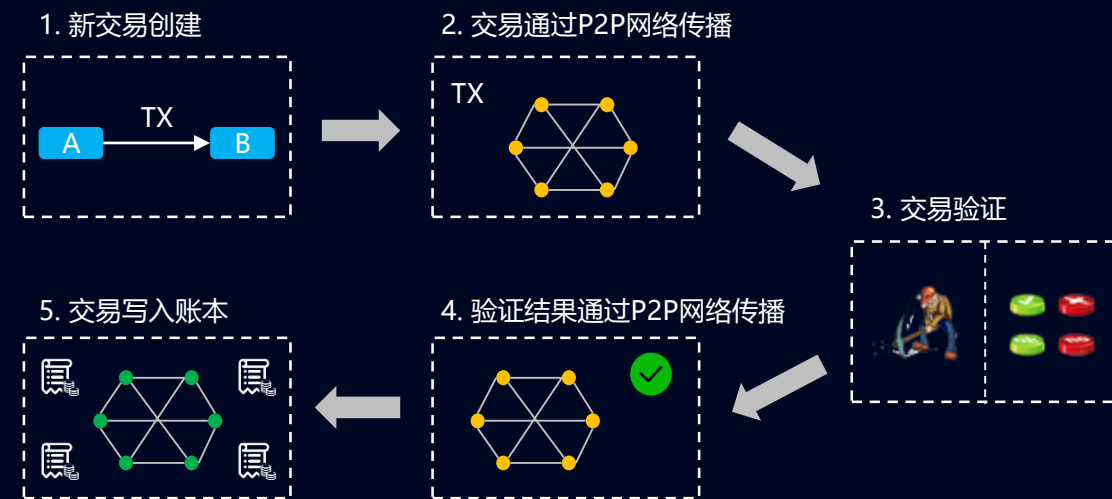 1. 新交易创建
TX
A
B
2. 交易通过P2P网络传播
TX
3. 交易验证
4. 验证结果通过P2P网络传播
5. 交易写入账本